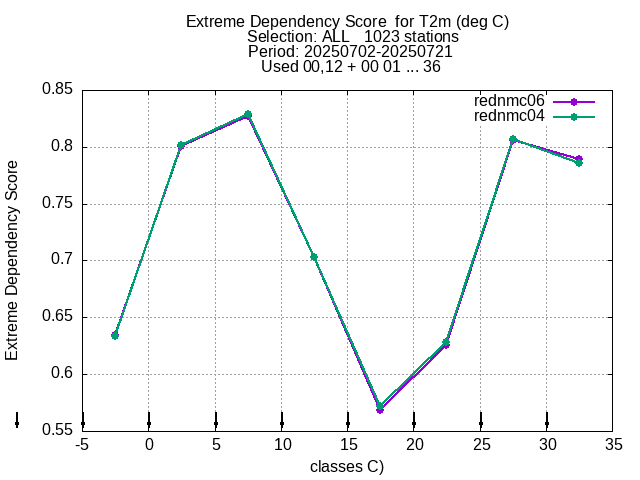 Extreme Dependency Score  for T2m (deg C)
Selection: ALL   1023 stations
Period: 20250702-20250721
Used 00,12 + 00 01 ... 36
rednmc06
rednmc04
0.85
0.8
0.75
0.7
0.65
0.6
0.55
Extreme Dependency Score
-5 0 5 10 15 20 25 30 35
classes C)